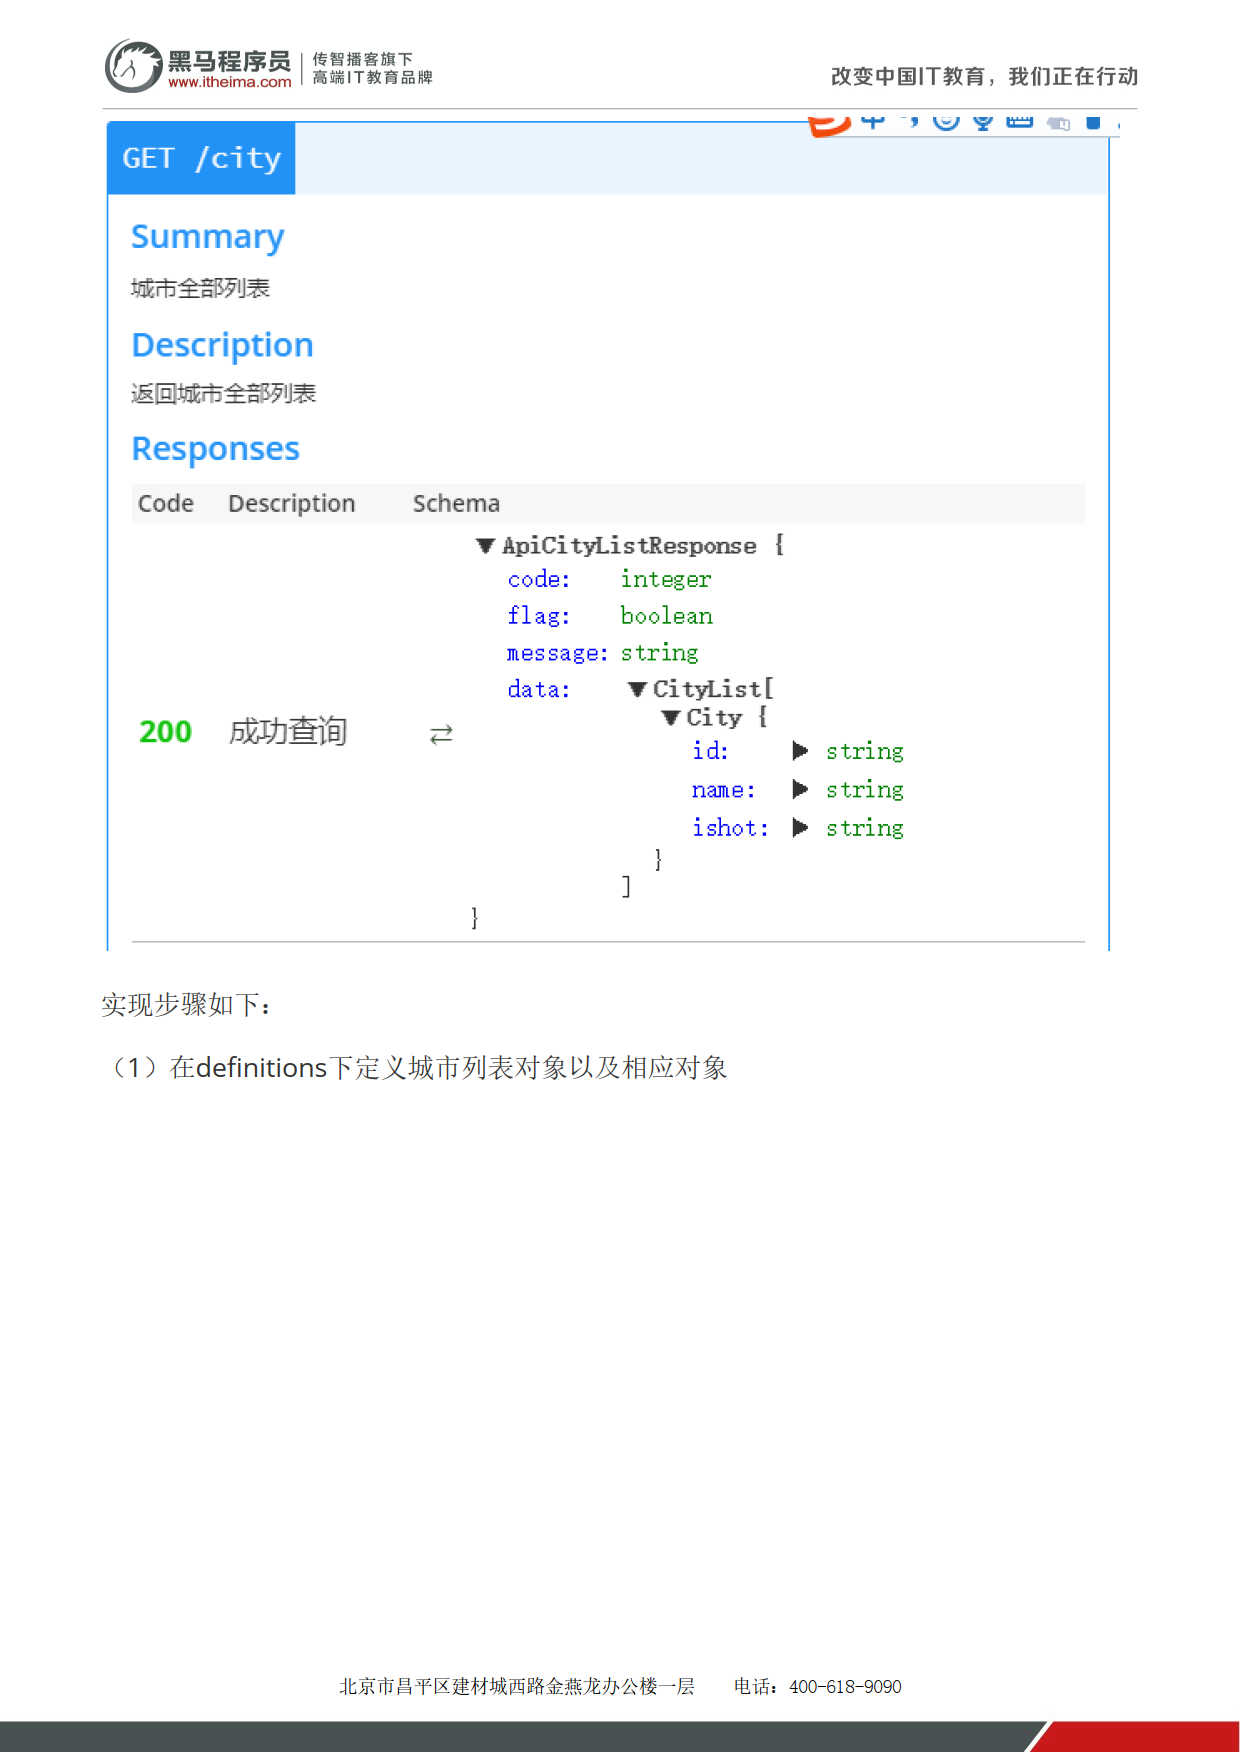 黑马程序员
www.itheima.com
传智播客旗下
高端IT教育品牌
改变中国IT教育，我们正在行动
中
GET /city
Summary
城市全部列表
Description
返回城市全部列表
Responses
Code Description Schema
▼ ApiCityListResponse {
code: integer
flag: boolean
message: string
data: ▼ CityList[
▼ City {
200 成功查询 ⇄
id: ▶ string
name: ▶ string
ishot: ▶ string
}
]
}
实现步骤如下：
（1）在definitions下定义城市列表对象以及相应对象
北京市昌平区建材城西路金燕龙办公楼一层 电话：400-618-9090